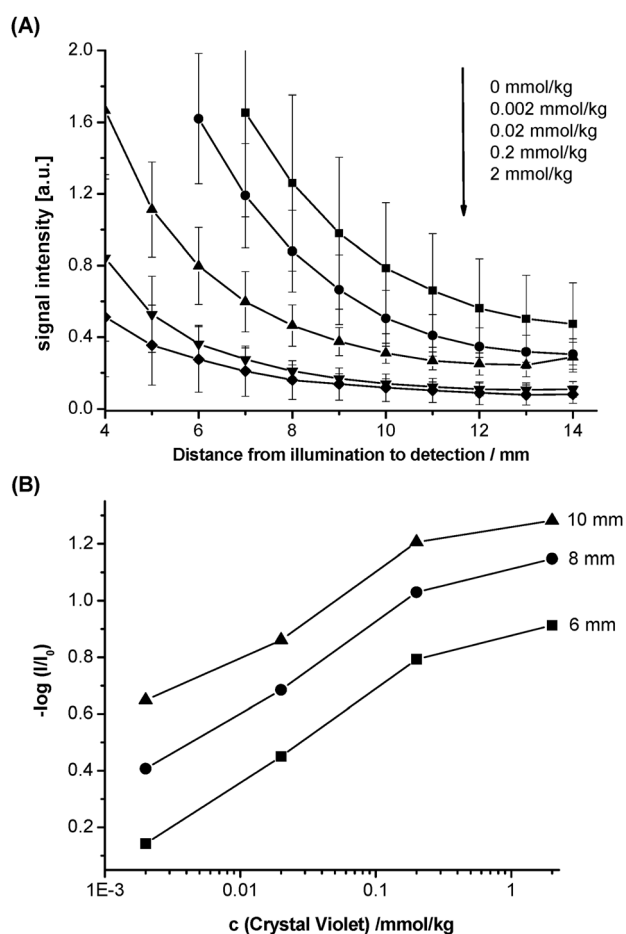 (A)
2.0
1.6
1.2
0.8
0.4
0.0
signal intensity [a.u.]
0 mmol/kg
0.002 mmol/kg
0.02 mmol/kg
0.2 mmol/kg
2 mmol/kg
4 6 8 10 12 14
Distance from illumination to detection / mm
(B)
1.2
1.0
0.8
0.6
0.4
0.2
-log (I/I0)
10 mm
8 mm
6 mm
1E-3 0.01 0.1 1
c (Crystal Violet) /mmol/kg